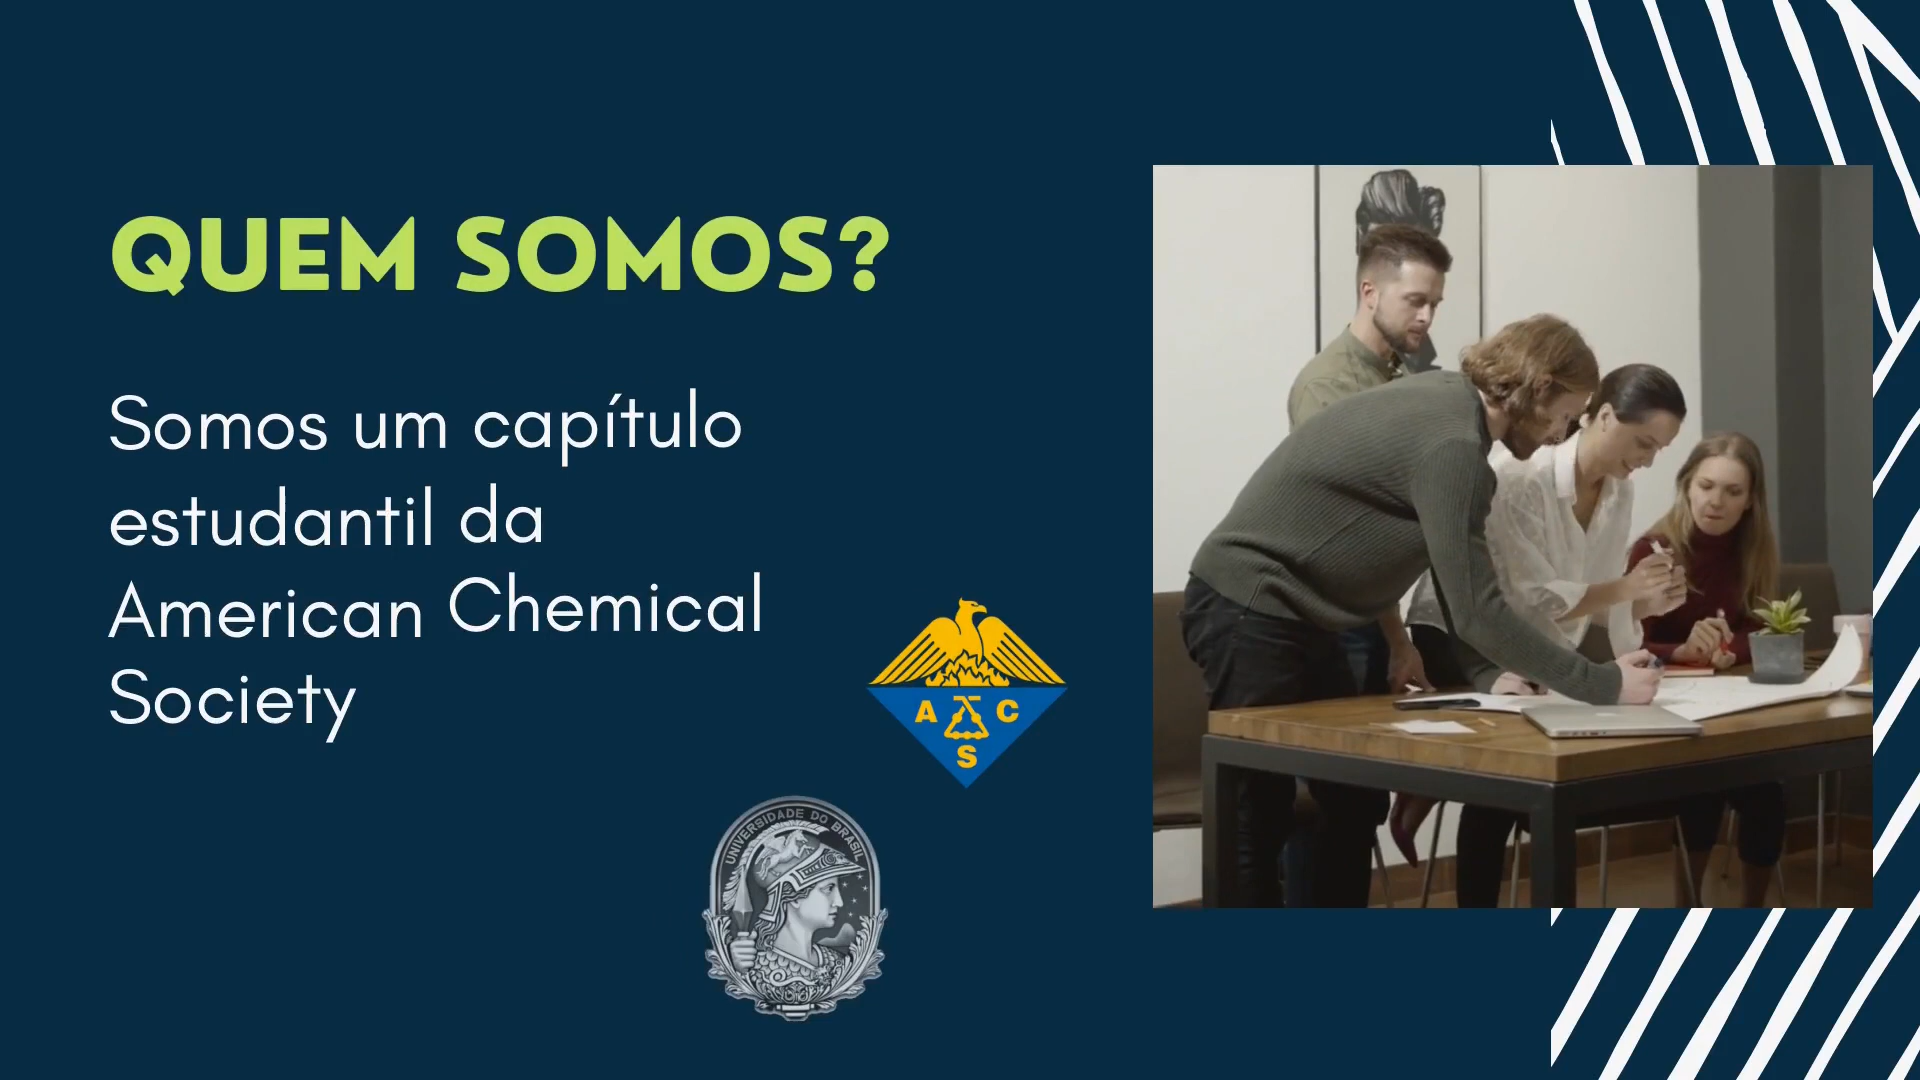 QUEM SOMOS?
Somos um capítulo
estudantil da
American Chemical
Society
A C
S
UNIVERSIDADE DO BRASIL